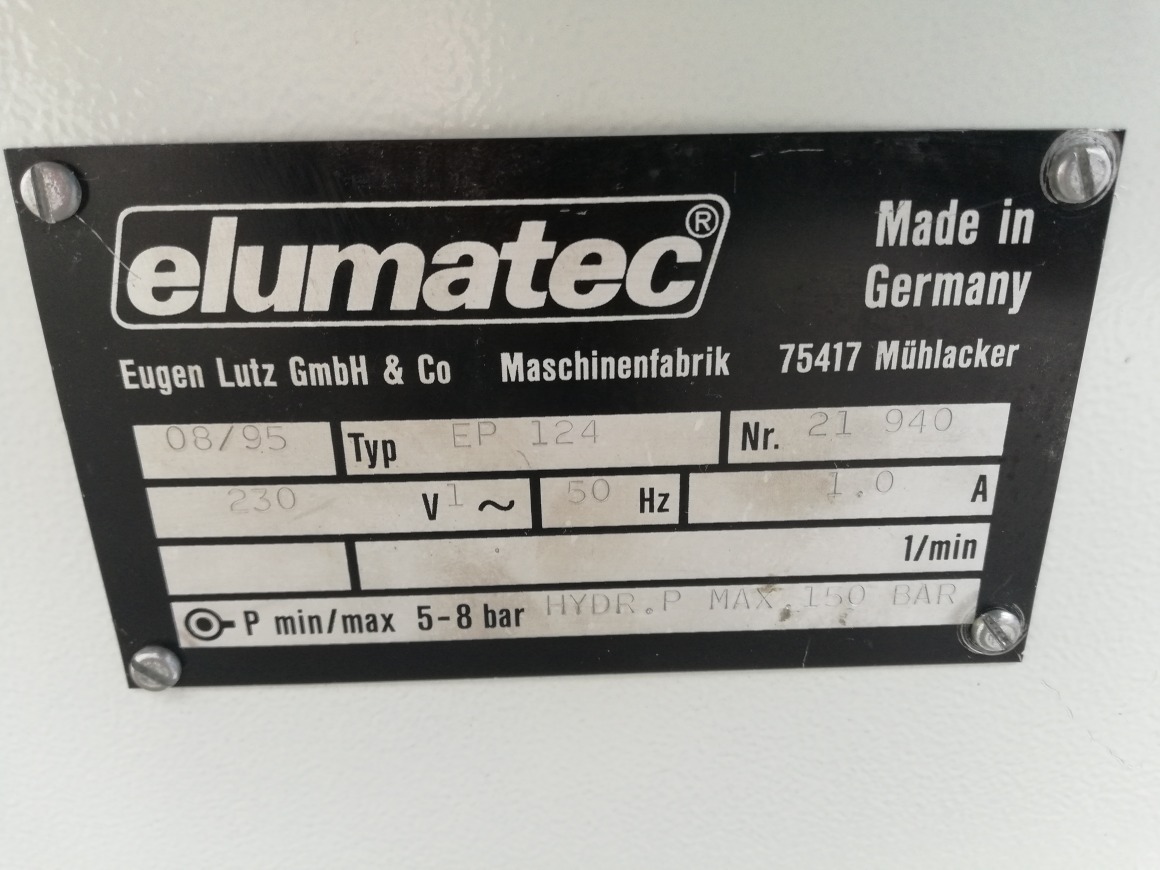 elumatec®
Made in
Germany
Eugen Lutz GmbH & Co Maschinenfabrik 75417 Mühlacker
08/95 Typ EP 124 Nr. 21 940
230 V 1 ~ 50 Hz 1.0 A
1/min
P min/max 5-8 bar HYDR.P MAX.150 BAR